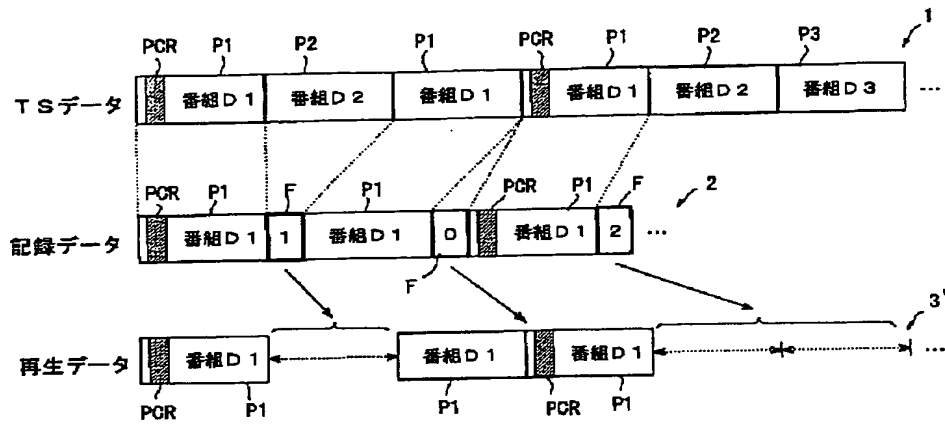 PCR P1 P2 P1 PCR P1 P2 P3 1
TSデータ 番組D1 番組D2 番組D1 番組D1 番組D2 番組D3 …
PCR P1 F P1 PCR P1 F 2
記録データ 番組D1 1 番組D1 0 番組D1 2 …
F
3'
再生データ 番組D1 番組D1 番組D1 …
PCR P1 P1 PCR P1